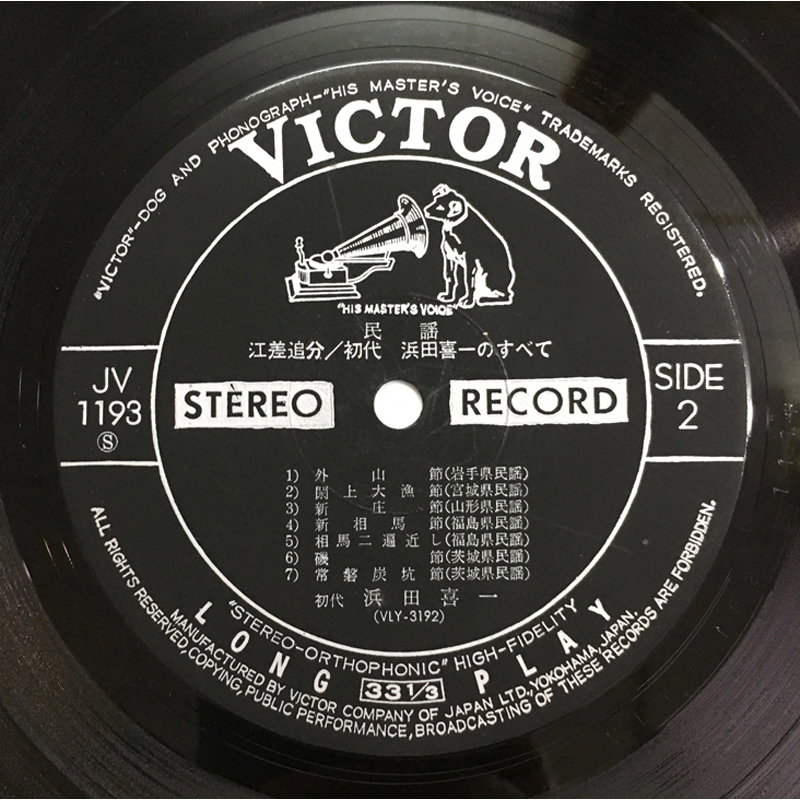 "VICTOR"–DOG AND PHONOGRAPH–"HIS MASTER'S VOICE" TRADEMARKS REGISTERED.
VICTOR
"HIS MASTER'S VOICE"
民 謡
江差追分/初代 浜田喜一のすべて
JV
1193
Ⓢ
STEREO RECORD
SIDE
2
1) 外 山 節(岩手県民謡)
2) 閖上大漁節(宮城県民謡)
3) 新 庄 節(山形県民謡)
4) 新 相 馬 節(福島県民謡)
5) 相馬二遍返し(福島県民謡)
6) 磯 節(茨城県民謡)
7) 常磐炭坑節(茨城県民謡)
初代 浜田喜一
(VLY-3192)
"STEREO-ORTHOPHONIC" HIGH-FIDELITY
LONG 33 1/3 PLAY
MANUFACTURED BY VICTOR COMPANY OF JAPAN LTD., YOKOHAMA, JAPAN.
ALL RIGHTS RESERVED, COPYING, PUBLIC PERFORMANCE, BROADCASTING OF THESE RECORDS ARE FORBIDDEN.